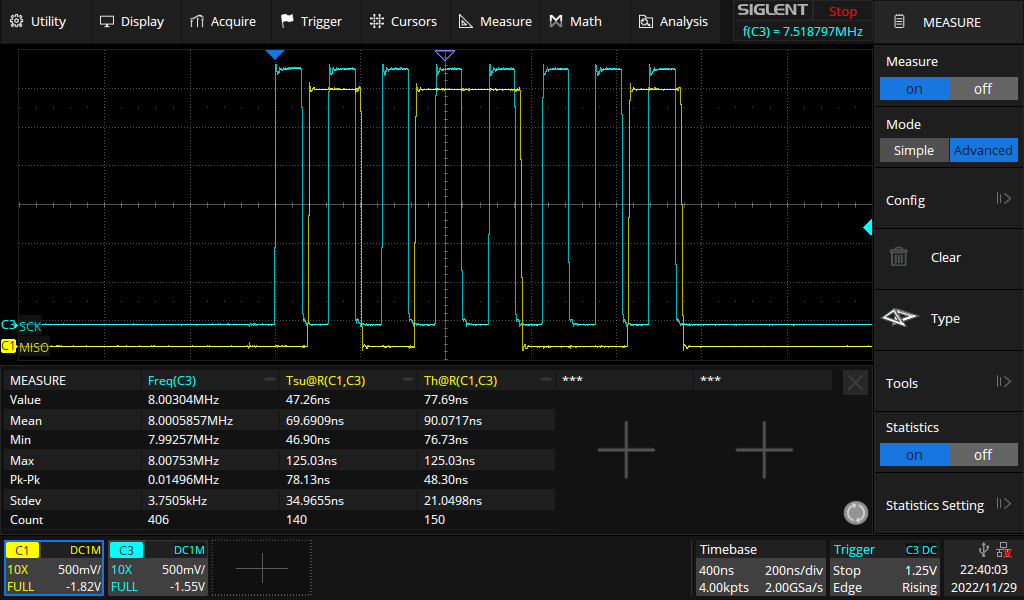 Utility Display Acquire Trigger Cursors Measure Math Analysis SIGLENT Stop MEASURE
f(C3) = 7.518797MHz
Measure
on off
Mode
Simple Advanced
Config
Clear
Type
Tools
Statistics
on off
Statistics Setting
C3 SCK
C1 MISO
MEASURE Freq(C3) Tsu@R(C1,C3) Th@R(C1,C3) *** ***
Value 8.00304MHz 47.26ns 77.69ns
Mean 8.0005857MHz 69.6909ns 90.0717ns
Min 7.99257MHz 46.90ns 76.73ns
Max 8.00753MHz 125.03ns 125.03ns
Pk-Pk 0.01496MHz 78.13ns 48.30ns
Stdev 3.7505kHz 34.9655ns 21.0498ns
Count 406 140 150
C1 DC1M C3 DC1M Timebase Trigger C3 DC
10X 500mV/ 10X 500mV/ 400ns 200ns/div Stop 1.25V 22:40:03
FULL -1.82V FULL -1.55V 4.00kpts 2.00GSa/s Edge Rising 2022/11/29